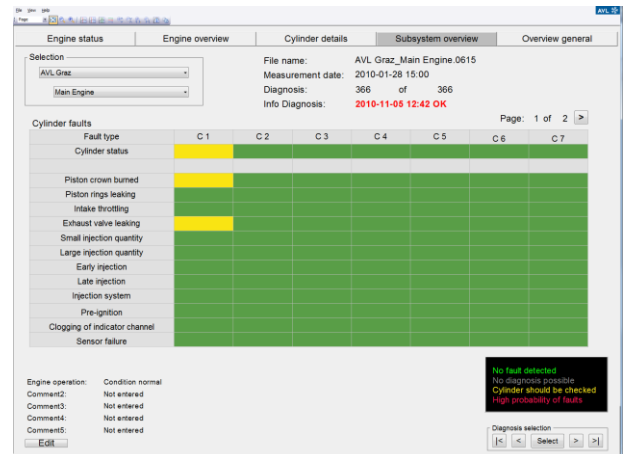 File View Help
AVL
Page
Engine status Engine overview Cylinder details Subsystem overview Overview general
Selection
AVL Graz
Main Engine
File name: AVL Graz_Main Engine.0615
Measurement date: 2010-01-28 15:00
Diagnosis: 366 of 366
Info Diagnosis: 2010-11-05 12:42 OK
Page: 1 of 2 >
Cylinder faults
Fault type C 1 C 2 C 3 C 4 C 5 C 6 C 7
Cylinder status
Piston crown burned
Piston rings leaking
Intake throttling
Exhaust valve leaking
Small injection quantity
Large injection quantity
Early injection
Late injection
Injection system
Pre-ignition
Clogging of indicator channel
Sensor failure
No fault detected
No diagnosis possible
Cylinder should be checked
High probability of faults
Engine operation: Condition normal
Comment2: Not entered
Comment3: Not entered
Comment4: Not entered
Comment5: Not entered
Edit
Diagnosis selection
|< < Select > >|